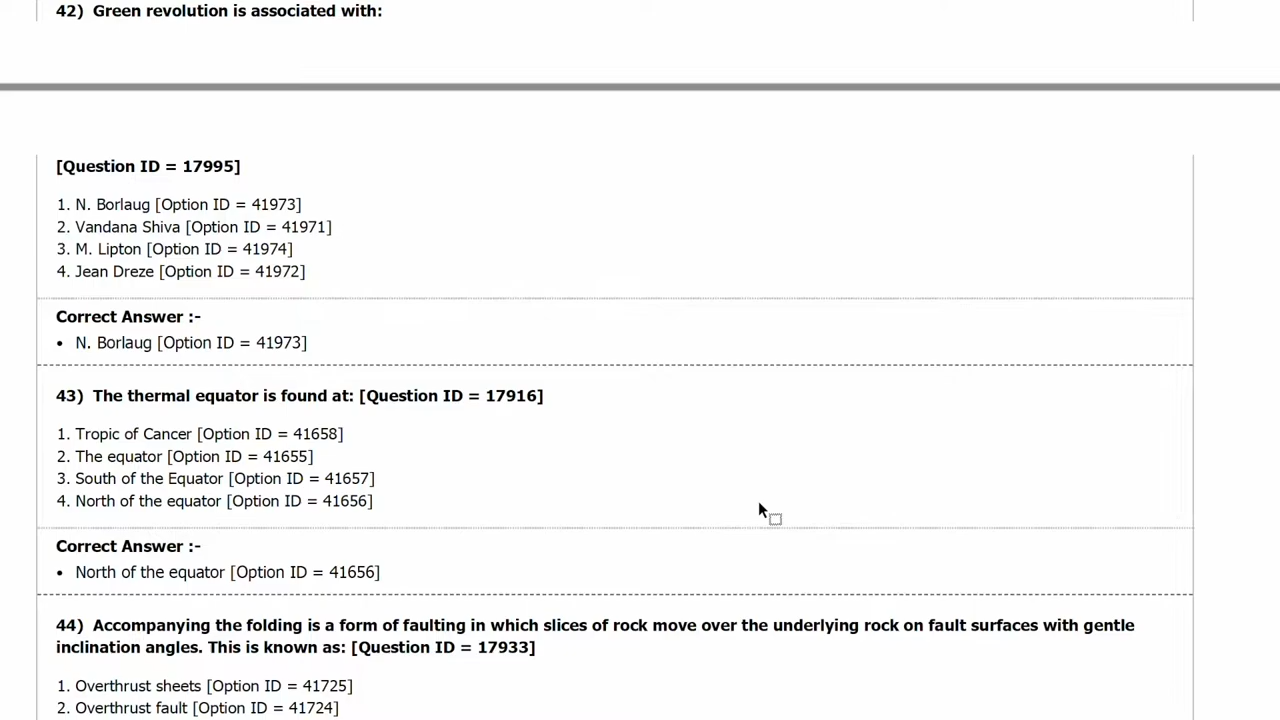 42) Green revolution is associated with:
[Question ID = 17995]
1. N. Borlaug [Option ID = 41973]
2. Vandana Shiva [Option ID = 41971]
3. M. Lipton [Option ID = 41974]
4. Jean Dreze [Option ID = 41972]
Correct Answer :-
• N. Borlaug [Option ID = 41973]
43) The thermal equator is found at: [Question ID = 17916]
1. Tropic of Cancer [Option ID = 41658]
2. The equator [Option ID = 41655]
3. South of the Equator [Option ID = 41657]
4. North of the equator [Option ID = 41656]
Correct Answer :-
• North of the equator [Option ID = 41656]
44) Accompanying the folding is a form of faulting in which slices of rock move over the underlying rock on fault surfaces with gentle
inclination angles. This is known as: [Question ID = 17933]
1. Overthrust sheets [Option ID = 41725]
2. Overthrust fault [Option ID = 41724]